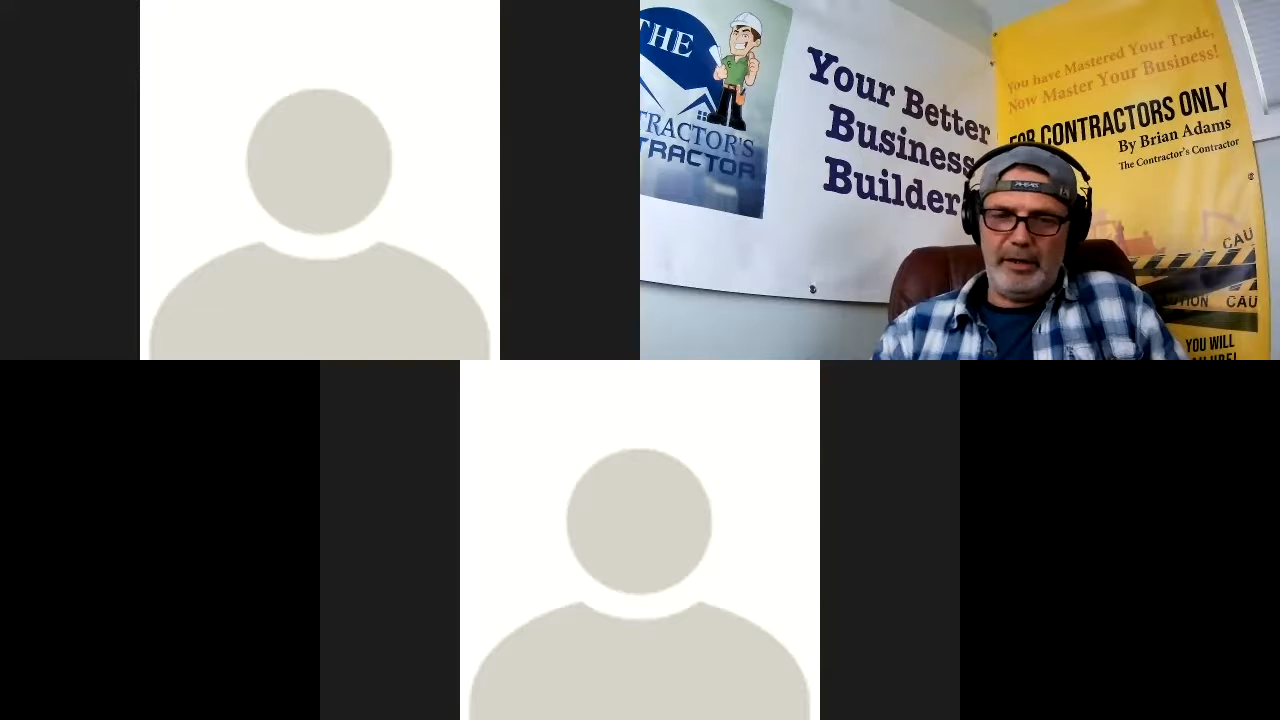 THE
TRACTOR'S
TRACTOR
Your Better
Business
Builder
You have Mastered Your Trade,
Now Master Your Business!
FOR CONTRACTORS ONLY
By Brian Adams
The Contractor's Contractor
CAU
CAUTION CAU
YOU WILL